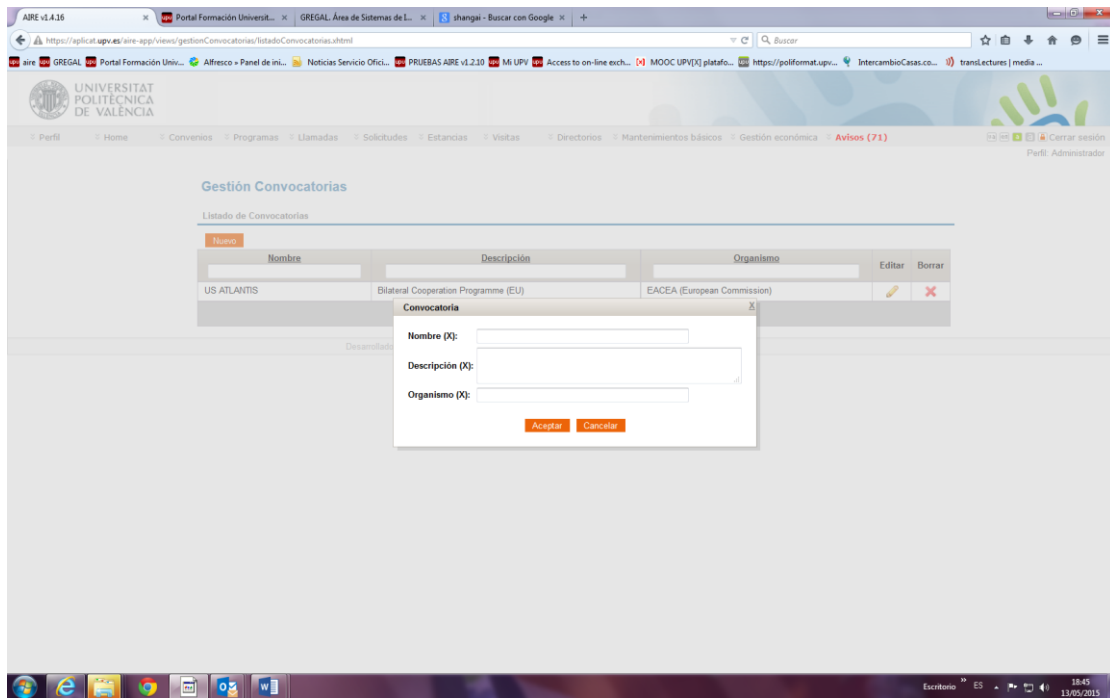 AIRE v1.4.16
Portal Formación Universit...
GREGAL. Área de Sistemas de I...
shangai - Buscar con Google
https://aplicat.upv.es/aire-app/views/gestionConvocatorias/listadoConvocatorias.xhtml
Buscar
aire GREGAL Portal Formación Univ... Alfresco » Panel de ini... Noticias Servicio Ofici... PRUEBAS AIRE v1.2.10 Mi UPV Access to on-line exch... MOOC UPV[X] platafo... https://poliformat.upv... IntercambioCasas.co... transLectures | media ...
UNIVERSITAT
POLITÈCNICA
DE VALÈNCIA
Perfil Home Convenios Programas Llamadas Solicitudes Estancias Visitas Directorios Mantenimientos básicos Gestión económica Avisos (71) Cerrar sesión
Perfil: Administrador
Gestión Convocatorias
Listado de Convocatorias
Nuevo
Nombre Descripción Organismo Editar Borrar
US ATLANTIS Bilateral Cooperation Programme (EU) EACEA (European Commission)
Convocatoria X
Nombre (X):
Desarrollado
Descripción (X):
Organismo (X):
Aceptar Cancelar
Escritorio » ES 18:45
13/05/2015